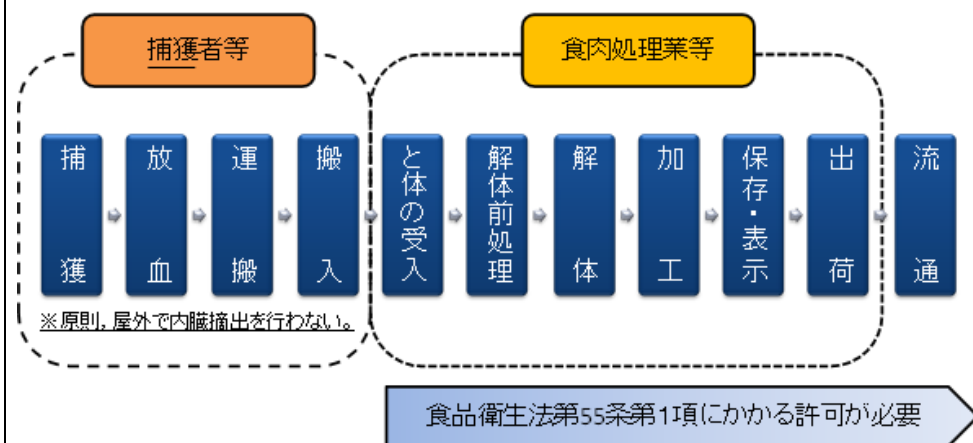 捕獲者等
食肉処理業等
捕獲
放血
運搬
搬入
と体の受入
解体前処理
解体
加工
保存・表示
出荷
流通
※原則，屋外で内臓摘出を行わない。
食品衛生法第55条第1項にかかる許可が必要